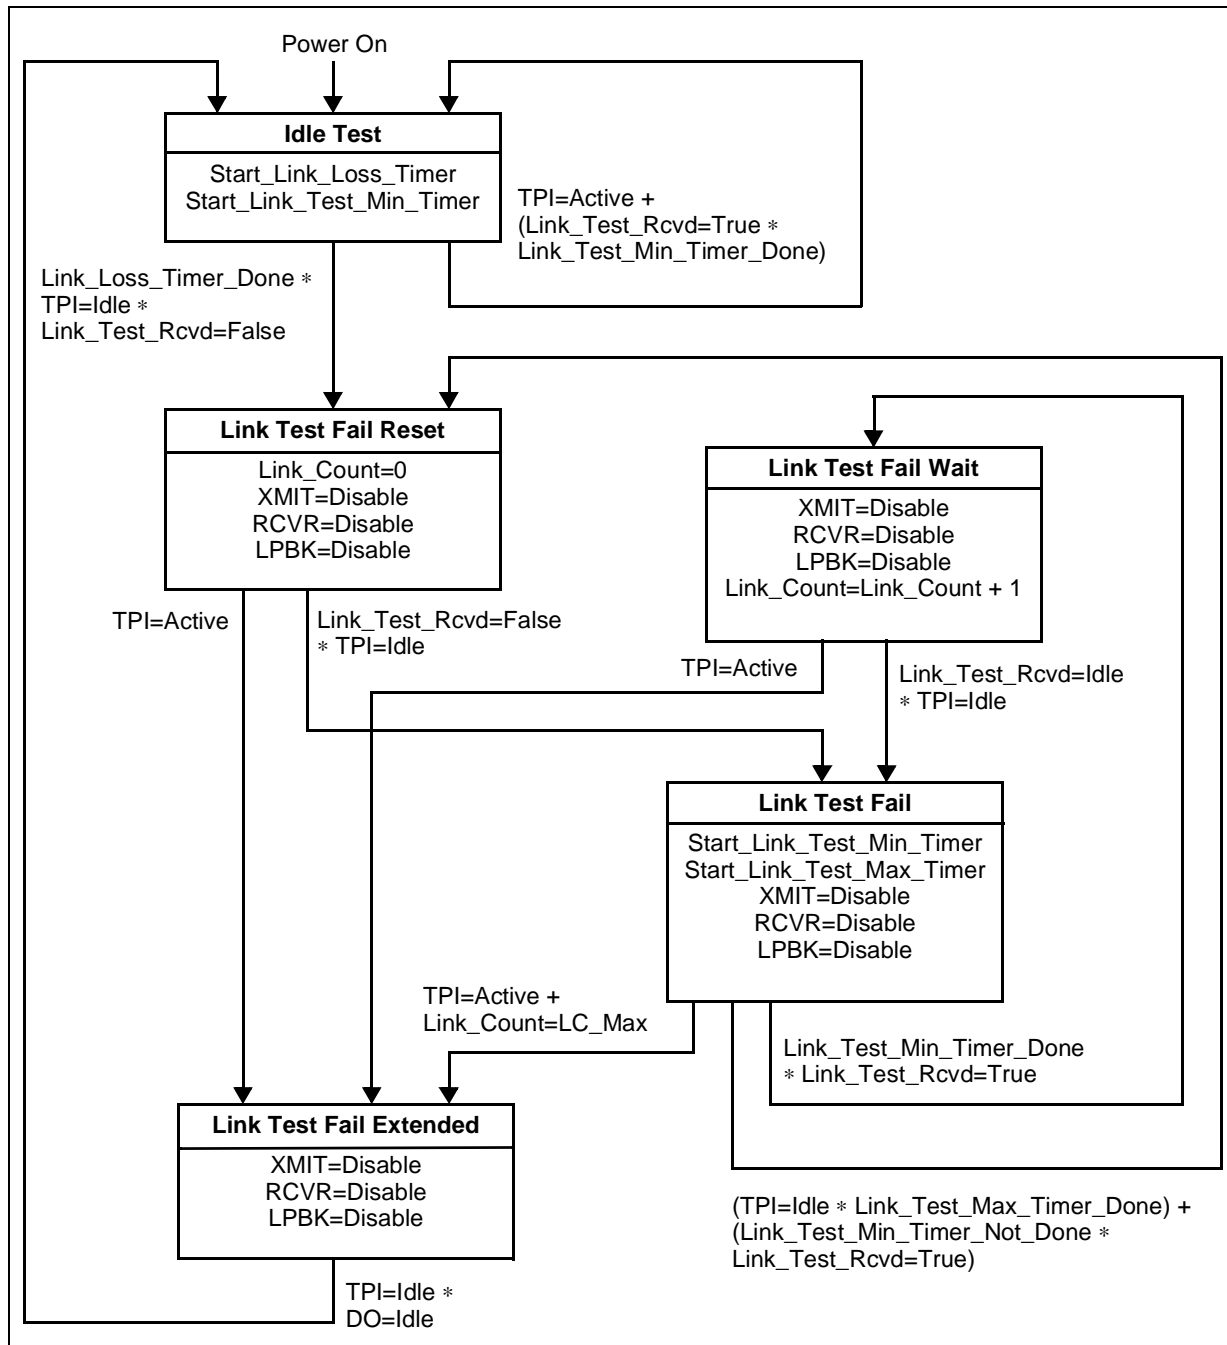 Power On
Idle Test
Start_Link_Loss_Timer
Start_Link_Test_Min_Timer
TPI=Active +
(Link_Test_Rcvd=True *
Link_Test_Min_Timer_Done)
Link_Loss_Timer_Done *
TPI=Idle *
Link_Test_Rcvd=False
Link Test Fail Reset
Link_Count=0
XMIT=Disable
RCVR=Disable
LPBK=Disable
Link Test Fail Wait
XMIT=Disable
RCVR=Disable
LPBK=Disable
Link_Count=Link_Count + 1
TPI=Active
Link_Test_Rcvd=False
* TPI=Idle
TPI=Active
Link_Test_Rcvd=Idle
* TPI=Idle
Link Test Fail
Start_Link_Test_Min_Timer
Start_Link_Test_Max_Timer
XMIT=Disable
RCVR=Disable
LPBK=Disable
TPI=Active +
Link_Count=LC_Max
Link_Test_Min_Timer_Done
* Link_Test_Rcvd=True
Link Test Fail Extended
XMIT=Disable
RCVR=Disable
LPBK=Disable
(TPI=Idle * Link_Test_Max_Timer_Done) +
(Link_Test_Min_Timer_Not_Done *
Link_Test_Rcvd=True)
TPI=Idle *
DO=Idle